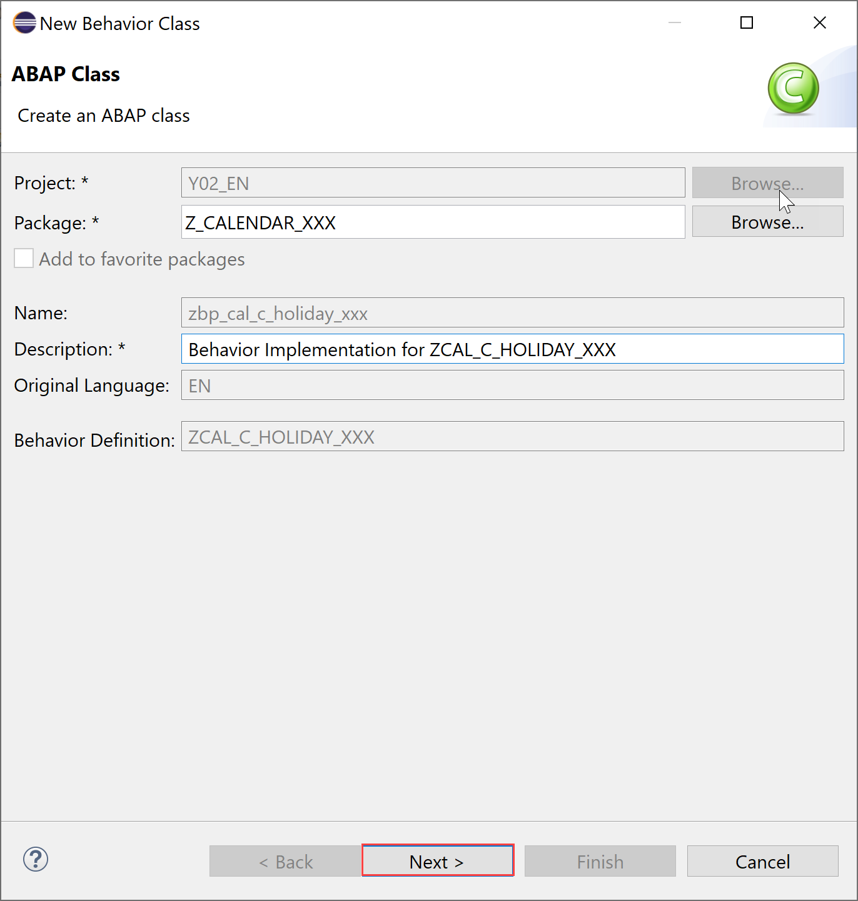 New Behavior Class
ABAP Class
Create an ABAP class
Project: * Y02_EN Browse...
Package: * Z_CALENDAR_XXX Browse...
Add to favorite packages
Name: zbp_cal_c_holiday_xxx
Description: * Behavior Implementation for ZCAL_C_HOLIDAY_XXX
Original Language: EN
Behavior Definition: ZCAL_C_HOLIDAY_XXX
? < Back Next > Finish Cancel